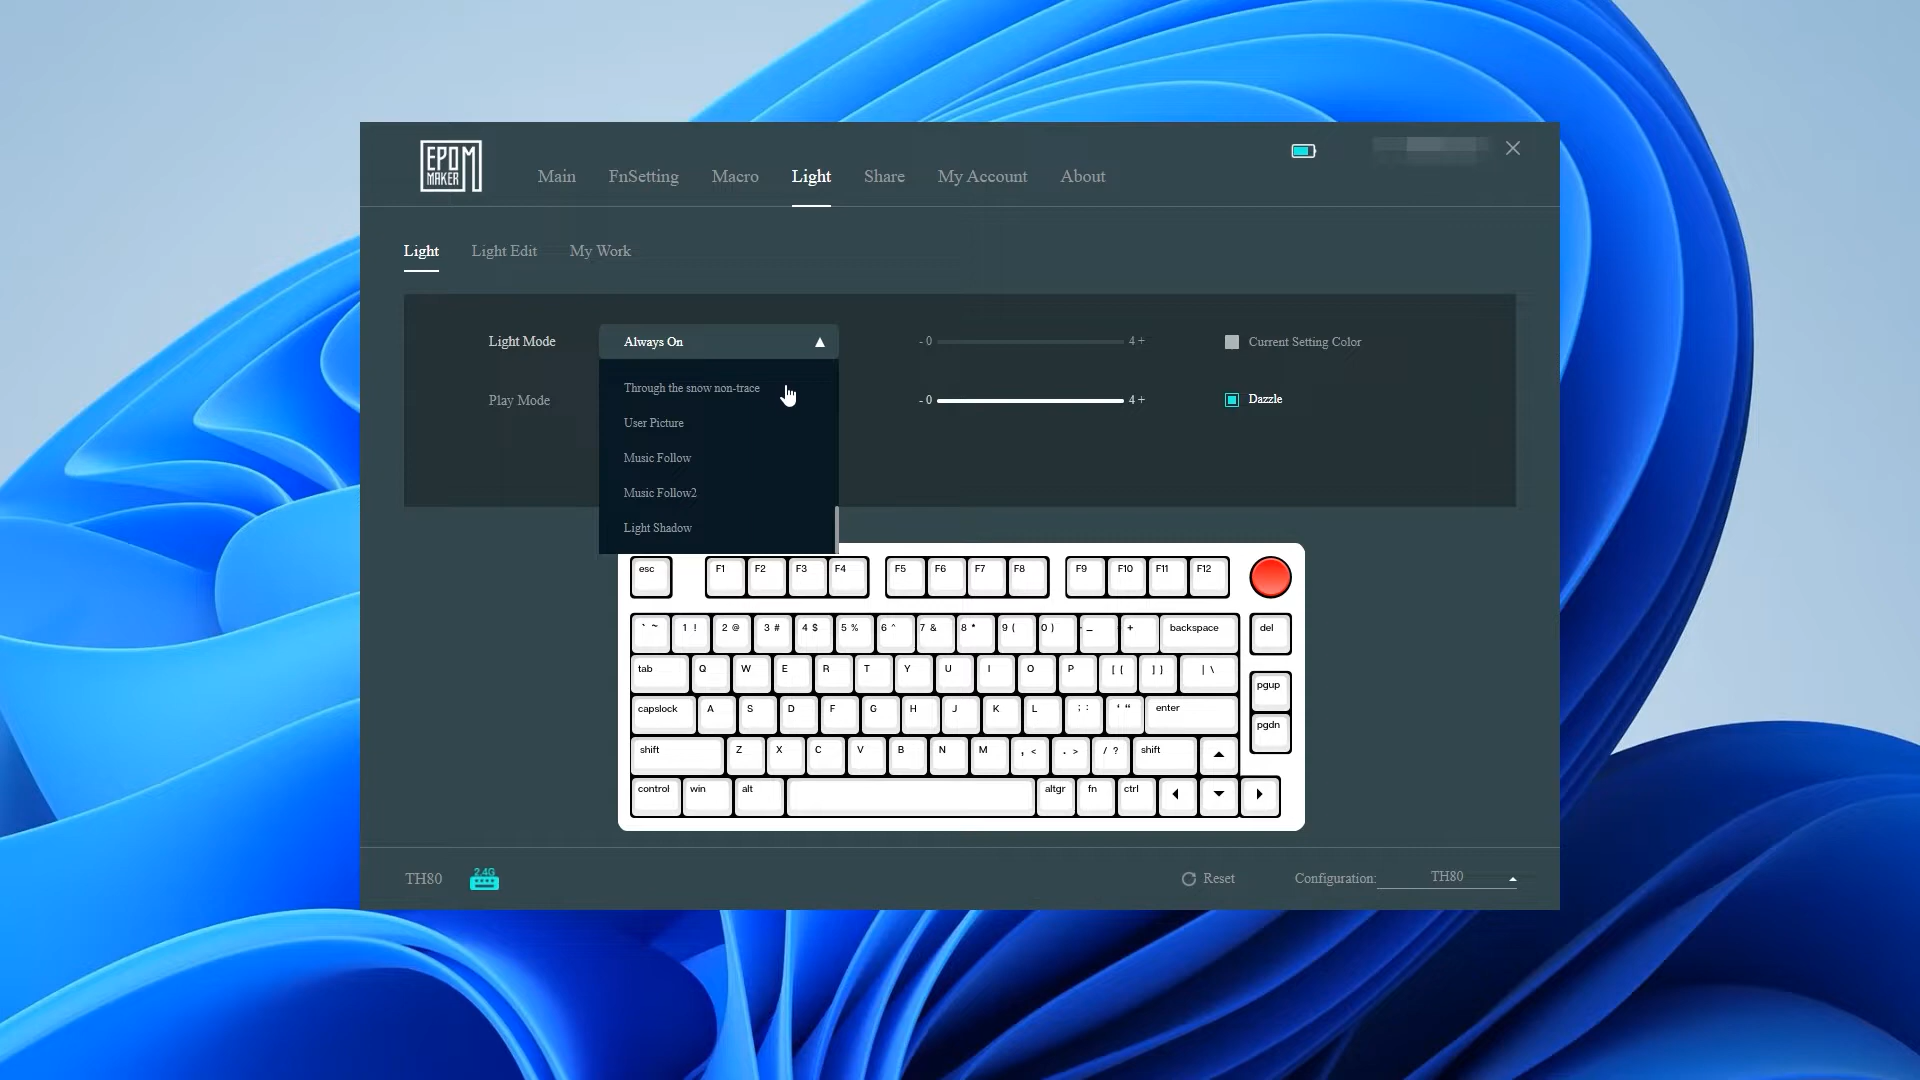 EPO
MAKER
Main FnSetting Macro Light Share My Account About
Light Light Edit My Work
Light Mode Always On - 0 4 + Current Setting Color
Through the snow non-trace
Play Mode - 0 4 + Dazzle
User Picture
Music Follow
Music Follow2
Light Shadow
esc F1 F2 F3 F4 F5 F6 F7 F8 F9 F10 F11 F12
` ~ 1 ! 2 @ 3 # 4 $ 5 % 6 ^ 7 & 8 * 9 ( 0 ) - _ + backspace del
tab Q W E R T Y U I O P [ { ] } | \ pgup
capslock A S D F G H J K L ; : ‘ “ enter pgdn
shift Z X C V B N M , < . > / ? shift
control win alt altgr fn ctrl
TH80 2.4G Reset Configuration: TH80